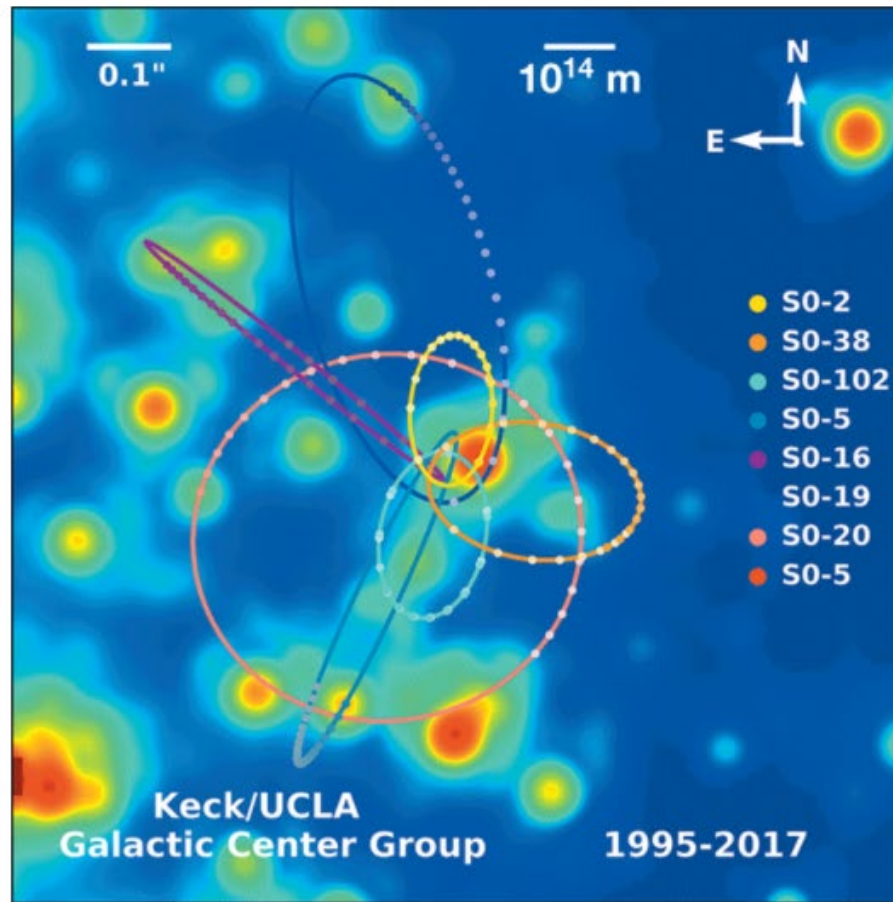 0.1"
10¹⁴ m
N
E
S0-2
S0-38
S0-102
S0-5
S0-16
S0-19
S0-20
S0-5
Keck/UCLA
Galactic Center Group
1995-2017